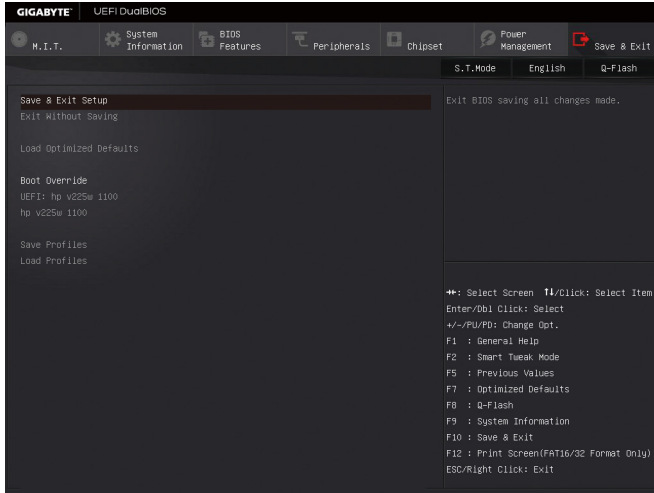 GIGABYTE™ UEFI DualBIOS
M.I.T.
System Information
BIOS Features
Peripherals
Chipset
Power Management
Save & Exit
S.T.Mode English Q-Flash
Save & Exit Setup
Exit Without Saving
Load Optimized Defaults
Boot Override
UEFI: hp v225w 1100
hp v225w 1100
Save Profiles
Load Profiles
Exit BIOS saving all changes made.
→←: Select Screen ↑↓/Click: Select Item
Enter/Dbl Click: Select
+/-/PU/PD: Change Opt.
F1 : General Help
F2 : Smart Tweak Mode
F5 : Previous Values
F7 : Optimized Defaults
F8 : Q-Flash
F9 : System Information
F10 : Save & Exit
F12 : Print Screen(FAT16/32 Format Only)
ESC/Right Click: Exit